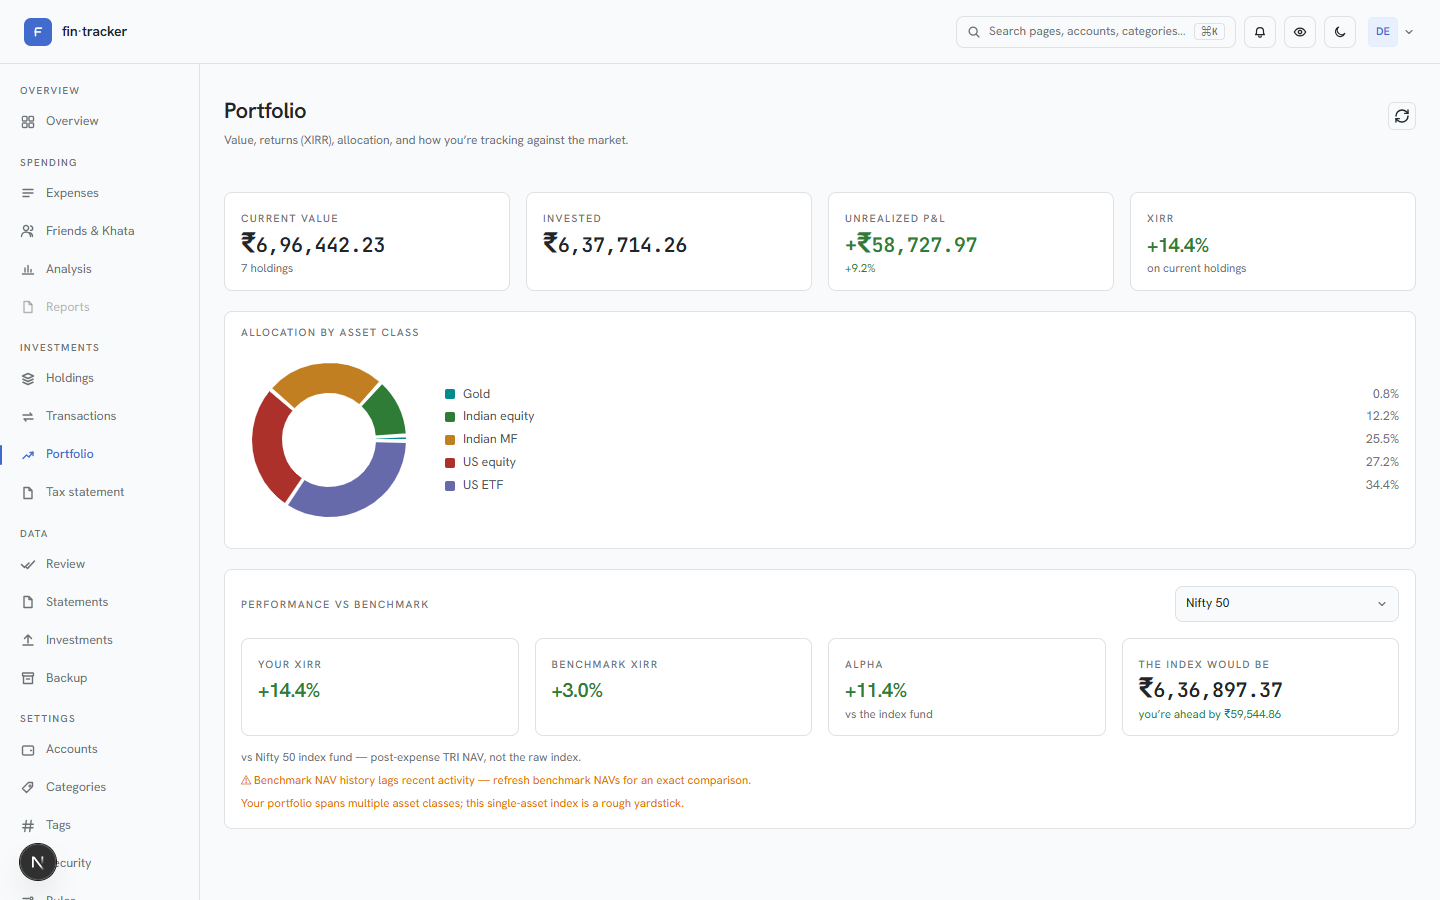 F fin·tracker
Search pages, accounts, categories... ⌘K
DE
OVERVIEW
Overview
SPENDING
Expenses
Friends & Khata
Analysis
Reports
INVESTMENTS
Holdings
Transactions
Portfolio
Tax statement
DATA
Review
Statements
Investments
Backup
SETTINGS
Accounts
Categories
Tags
N ecurity
Portfolio
Value, returns (XIRR), allocation, and how you're tracking against the market.
CURRENT VALUE
₹6,96,442.23
7 holdings
INVESTED
₹6,37,714.26
UNREALIZED P&L
+₹58,727.97
+9.2%
XIRR
+14.4%
on current holdings
ALLOCATION BY ASSET CLASS
Gold 0.8%
Indian equity 12.2%
Indian MF 25.5%
US equity 27.2%
US ETF 34.4%
PERFORMANCE VS BENCHMARK
Nifty 50
YOUR XIRR
+14.4%
BENCHMARK XIRR
+3.0%
ALPHA
+11.4%
vs the index fund
THE INDEX WOULD BE
₹6,36,897.37
you're ahead by ₹59,544.86
vs Nifty 50 index fund — post-expense TRI NAV, not the raw index.
⚠ Benchmark NAV history lags recent activity — refresh benchmark NAVs for an exact comparison.
Your portfolio spans multiple asset classes; this single-asset index is a rough yardstick.